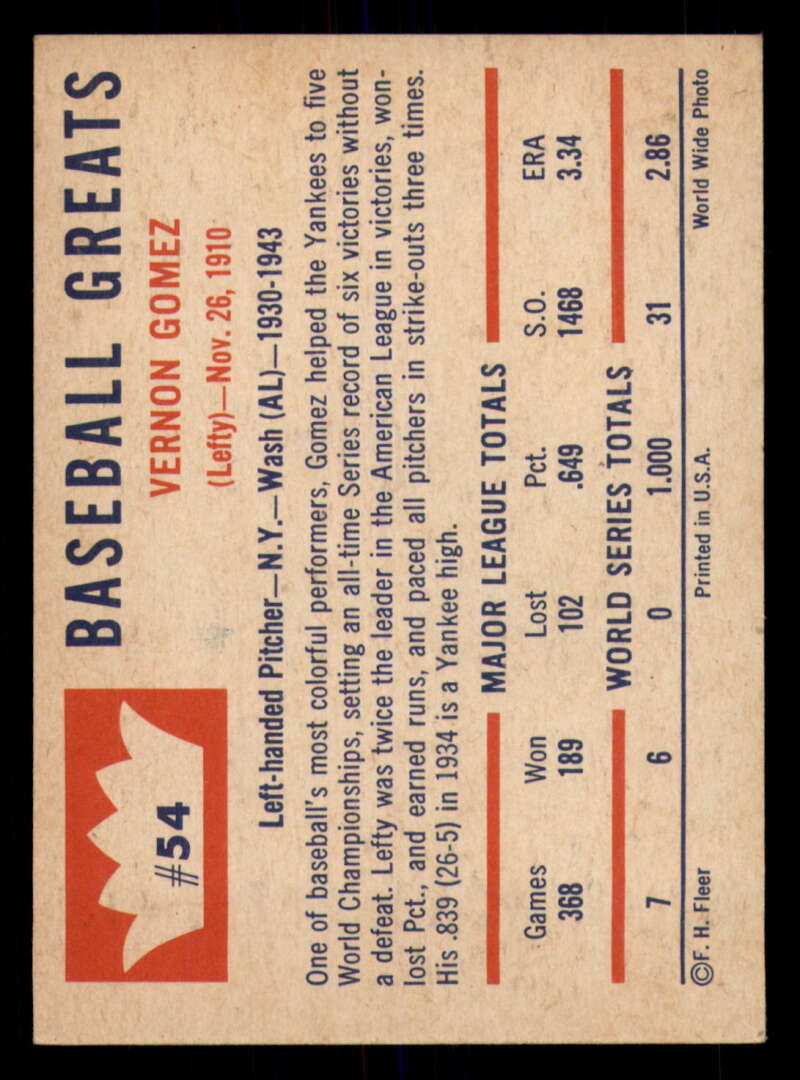 BASEBALL GREATS
#54
VERNON GOMEZ
(Lefty)—Nov. 26, 1910
Left-handed Pitcher—N.Y.—Wash (AL)—1930-1943
One of baseball's most colorful performers, Gomez helped the Yankees to five
World Championships, setting an all-time Series record of six victories without
a defeat. Lefty was twice the leader in the American League in victories, won-
lost Pct., and earned runs, and paced all pitchers in strike-outs three times.
His .839 (26-5) in 1934 is a Yankee high.
MAJOR LEAGUE TOTALS
Games Won Lost Pct. S.O. ERA
368 189 102 .649 1468 3.34
WORLD SERIES TOTALS
7 6 0 1.000 31 2.86
©F. H. Fleer Printed in U.S.A. World Wide Photo